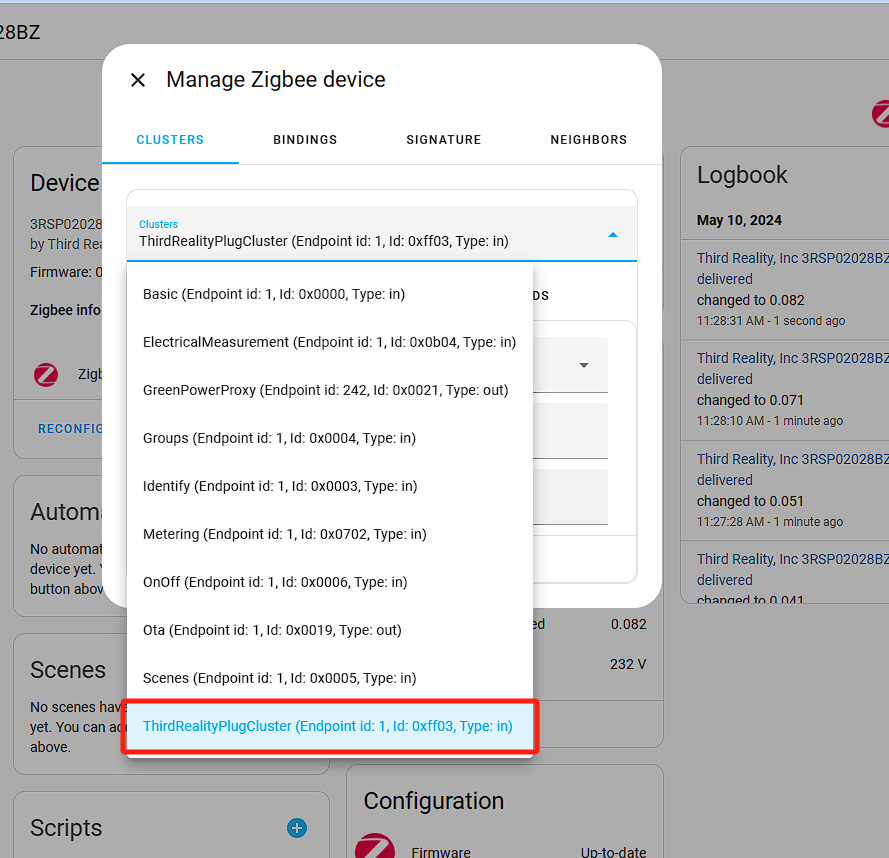 28BZ
Manage Zigbee device
CLUSTERS
BINDINGS
SIGNATURE
NEIGHBORS
Device
3RSP02028
by Third Rea
Firmware: 0
Zigbee info
Zigb
RECONFIG
Clusters
ThirdRealityPlugCluster (Endpoint id: 1, Id: 0xff03, Type: in)
DS
Basic (Endpoint id: 1, Id: 0x0000, Type: in)
ElectricalMeasurement (Endpoint id: 1, Id: 0x0b04, Type: in)
GreenPowerProxy (Endpoint id: 242, Id: 0x0021, Type: out)
Groups (Endpoint id: 1, Id: 0x0004, Type: in)
Identify (Endpoint id: 1, Id: 0x0003, Type: in)
Metering (Endpoint id: 1, Id: 0x0702, Type: in)
OnOff (Endpoint id: 1, Id: 0x0006, Type: in)
Ota (Endpoint id: 1, Id: 0x0019, Type: out)
Scenes (Endpoint id: 1, Id: 0x0005, Type: in)
ThirdRealityPlugCluster (Endpoint id: 1, Id: 0xff03, Type: in)
Logbook
May 10, 2024
Third Reality, Inc 3RSP02028BZ
delivered
changed to 0.082
11:28:31 AM - 1 second ago
Third Reality, Inc 3RSP02028BZ
delivered
changed to 0.071
11:28:10 AM - 1 minute ago
Third Reality, Inc 3RSP02028BZ
delivered
changed to 0.051
11:27:28 AM - 1 minute ago
Third Reality, Inc 3RSP02028BZ
delivered
changed to 0.041
Automa
No automat
device yet.
button abov
Scenes
No scenes have
yet. You can ad
above.
Scripts
ed
0.082
232 V
Configuration
Firmware
Up-to-date